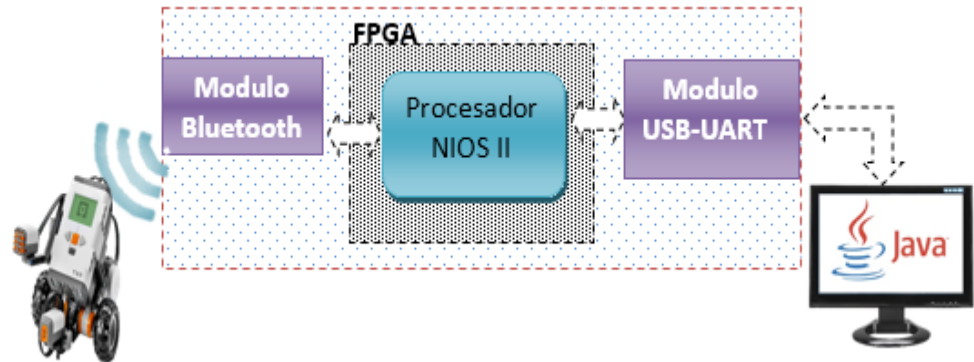 FPGA
Modulo
Bluetooth
Procesador
NIOS II
Modulo
USB-UART
Java